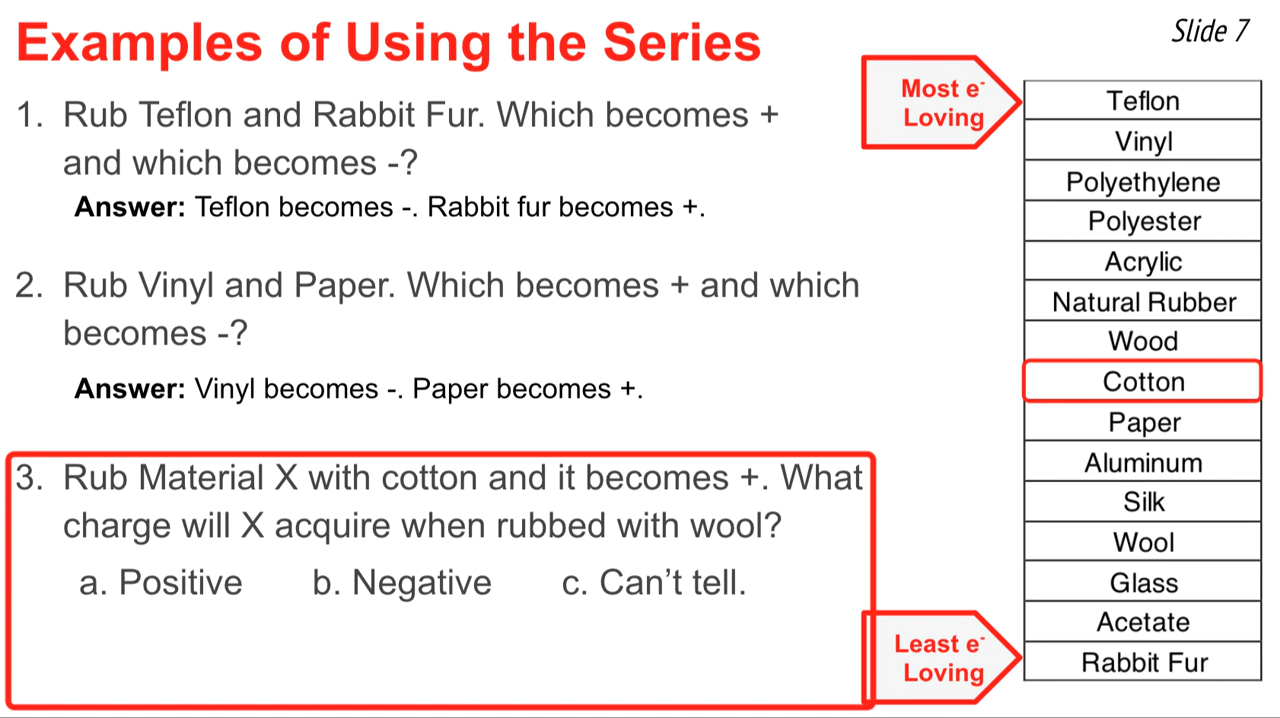 Examples of Using the Series
Slide 7
1. Rub Teflon and Rabbit Fur. Which becomes +
and which becomes -?
Answer: Teflon becomes -. Rabbit fur becomes +.
2. Rub Vinyl and Paper. Which becomes + and which
becomes -?
Answer: Vinyl becomes -. Paper becomes +.
3. Rub Material X with cotton and it becomes +. What
charge will X acquire when rubbed with wool?
a. Positive b. Negative c. Can’t tell.
Most e-
Loving
Teflon
Vinyl
Polyethylene
Polyester
Acrylic
Natural Rubber
Wood
Cotton
Paper
Aluminum
Silk
Wool
Glass
Acetate
Rabbit Fur
Least e-
Loving